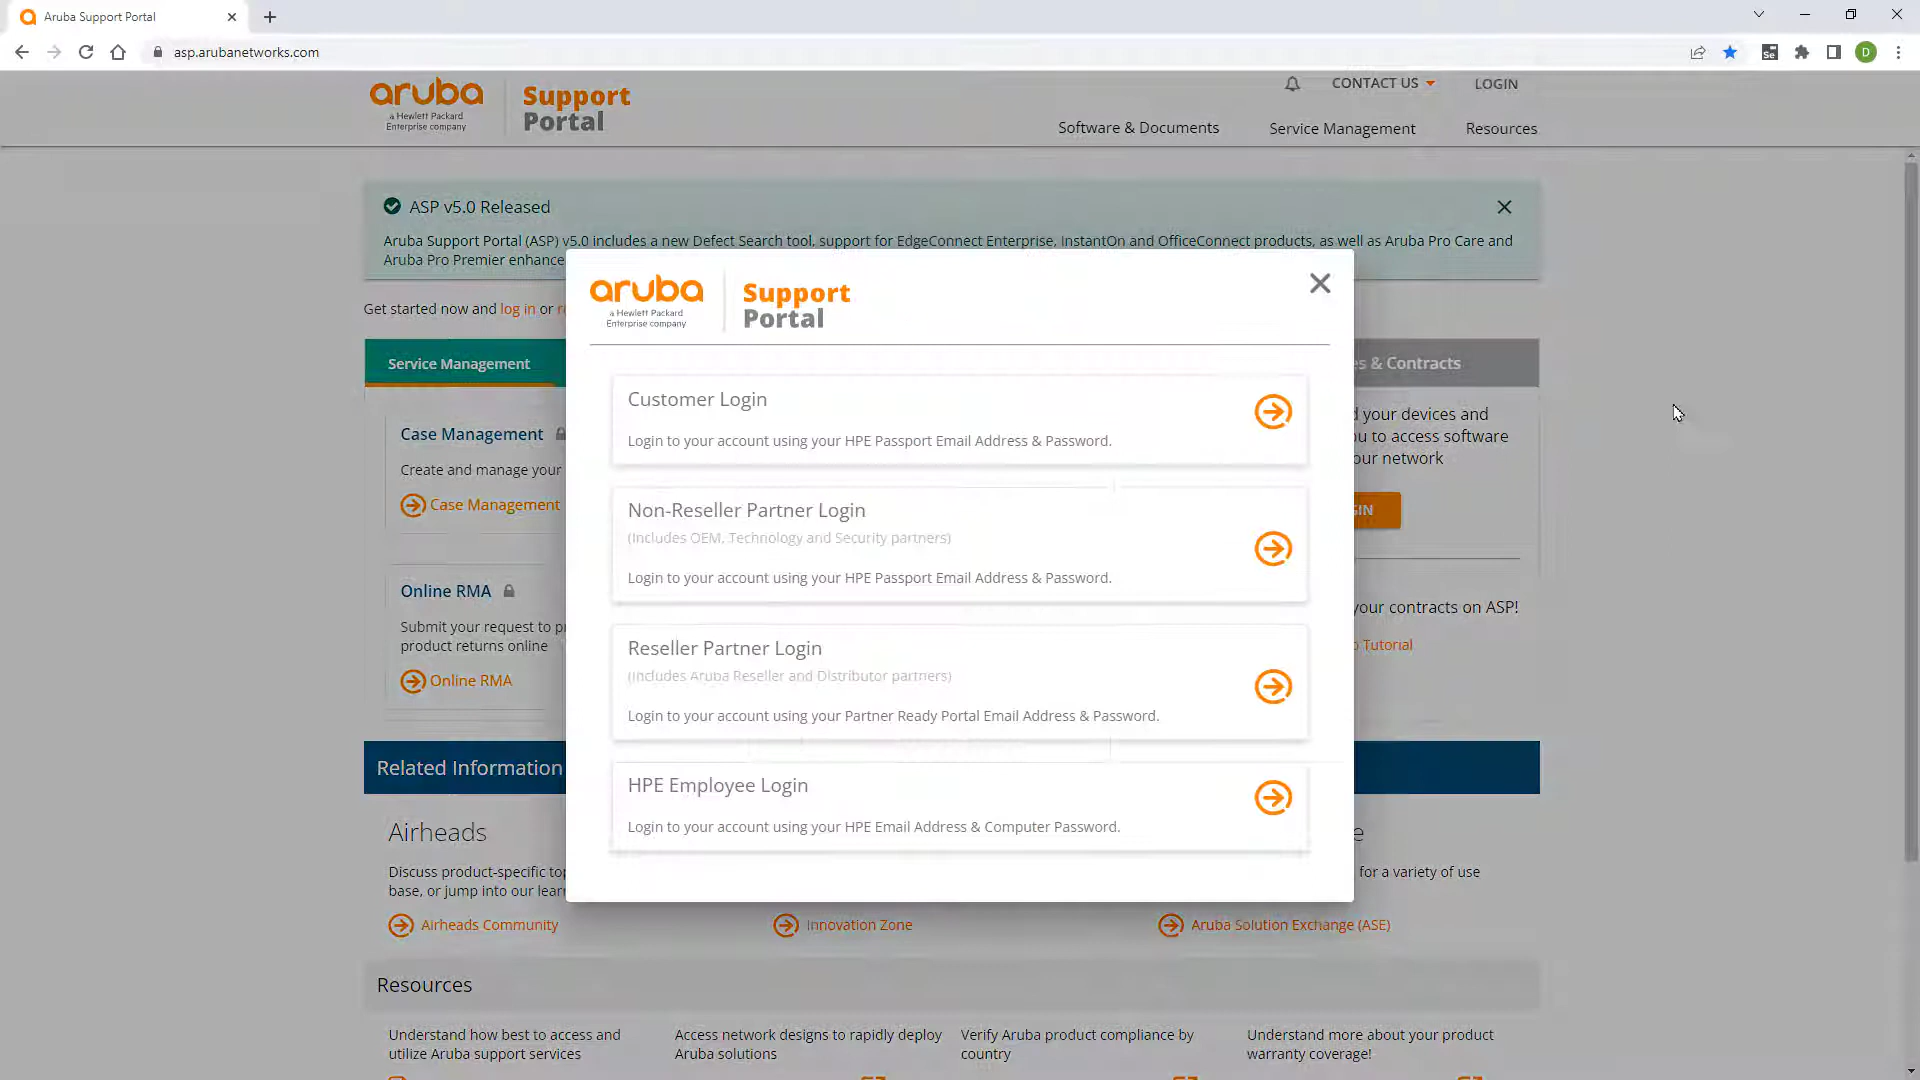 Aruba Support Portal
asp.arubanetworks.com
Se
D
aruba
a Hewlett Packard
Enterprise company
Support
Portal
CONTACT US
LOGIN
Software & Documents
Service Management
Resources
ASP v5.0 Released
Aruba Support Portal (ASP) v5.0 includes a new Defect Search tool, support for EdgeConnect Enterprise, InstantOn and OfficeConnect products, as well as Aruba Pro Care and
Aruba Pro Premier enhance
Get started now and log in or r
Service Management
s & Contracts
Case Management
Create and manage your
Case Management
Online RMA
Submit your request to p
product returns online
Online RMA
d your devices and
ou to access software
our network
GIN
your contracts on ASP!
Tutorial
aruba
a Hewlett Packard
Enterprise company
Support
Portal
Customer Login
Login to your account using your HPE Passport Email Address & Password.
Non-Reseller Partner Login
(Includes OEM, Technology and Security partners)
Login to your account using your HPE Passport Email Address & Password.
Reseller Partner Login
(Includes Aruba Reseller and Distributor partners)
Login to your account using your Partner Ready Portal Email Address & Password.
HPE Employee Login
Login to your account using your HPE Email Address & Computer Password.
Related Information
Airheads
Discuss product-specific to
base, or jump into our lear
Airheads Community
Innovation Zone
e
for a variety of use
Aruba Solution Exchange (ASE)
Resources
Understand how best to access and
utilize Aruba support services
Access network designs to rapidly deploy
Aruba solutions
Verify Aruba product compliance by
country
Understand more about your product
warranty coverage!